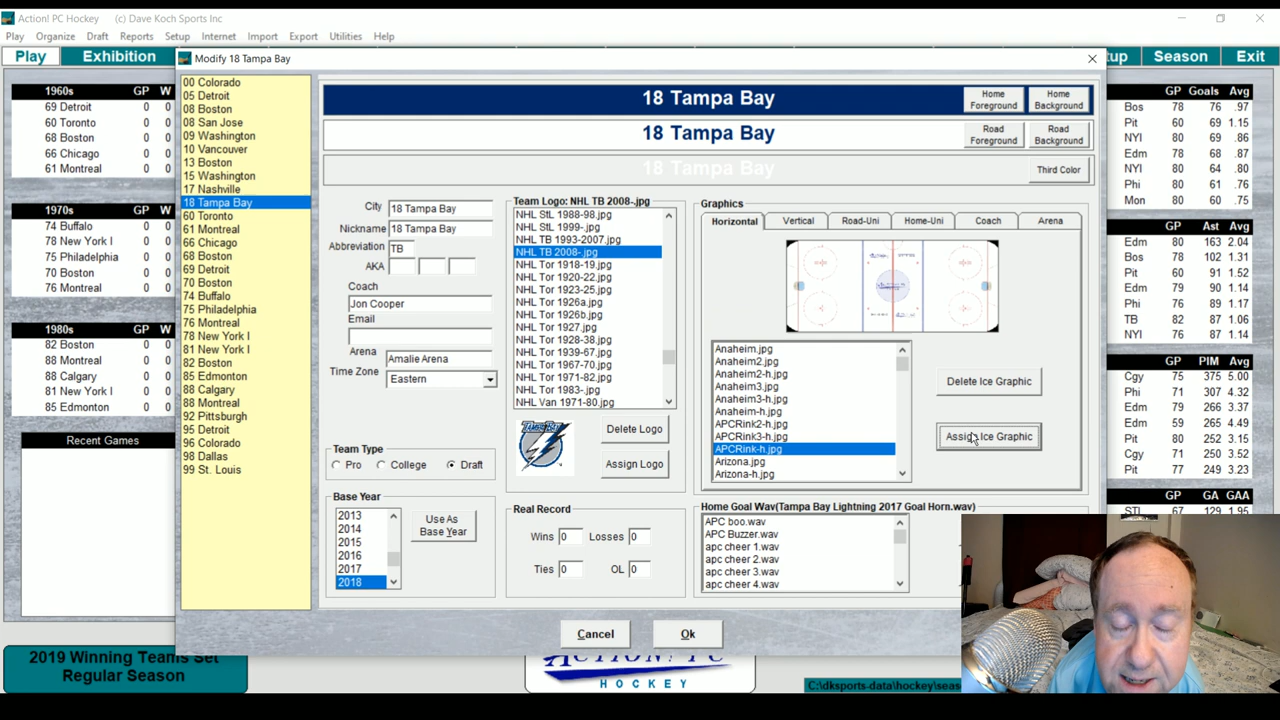 Action! PC Hockey (c) Dave Koch Sports Inc
Play Organize Draft Reports Setup Internet Import Export Utilities Help
Play Exhibition Season Exit
Modify 18 Tampa Bay
1960s GP W
69 Detroit 0 0
60 Toronto 0 0
68 Boston 0 0
66 Chicago 0 0
61 Montreal 0 0
1970s GP W
74 Buffalo 0 0
78 New York I 0 0
75 Philadelphia 0 0
70 Boston 0 0
76 Montreal 0 0
1980s GP W
82 Boston 0 0
88 Montreal 0 0
88 Calgary 0 0
81 New York I 0 0
85 Edmonton 0 0
Recent Games
2019 Winning Teams Set
Regular Season
00 Colorado
05 Detroit
08 Boston
08 San Jose
09 Washington
10 Vancouver
13 Boston
15 Washington
17 Nashville
18 Tampa Bay
60 Toronto
61 Montreal
66 Chicago
68 Boston
69 Detroit
70 Boston
74 Buffalo
75 Philadelphia
76 Montreal
78 New York I
81 New York I
82 Boston
85 Edmonton
88 Calgary
88 Montreal
92 Pittsburgh
95 Detroit
96 Colorado
98 Dallas
99 St. Louis
18 Tampa Bay
Home Foreground
Home Background
18 Tampa Bay
Road Foreground
Road Background
18 Tampa Bay
Third Color
City 18 Tampa Bay
Nickname 18 Tampa Bay
Abbreviation TB
AKA
Coach
Jon Cooper
Email
Arena Amalie Arena
Time Zone Eastern
Team Type
Pro College Draft
Base Year
2013
2014
2015
2016
2017
2018
Use As
Base Year
Team Logo: NHL TB 2008-.jpg
NHL StL 1988-98.jpg
NHL StL 1999-.jpg
NHL TB 1993-2007.jpg
NHL TB 2008-.jpg
NHL Tor 1918-19.jpg
NHL Tor 1920-22.jpg
NHL Tor 1923-25.jpg
NHL Tor 1926a.jpg
NHL Tor 1926b.jpg
NHL Tor 1927.jpg
NHL Tor 1928-38.jpg
NHL Tor 1939-67.jpg
NHL Tor 1967-70.jpg
NHL Tor 1971-82.jpg
NHL Tor 1983-.jpg
NHL Van 1971-80.jpg
Delete Logo
Assign Logo
Real Record
Wins 0 Losses 0
Ties 0 OL 0
Graphics
Horizontal Vertical Road-Uni Home-Uni Coach Arena
Anaheim.jpg
Anaheim2.jpg
Anaheim2-h.jpg
Anaheim3.jpg
Anaheim3-h.jpg
Anaheim-h.jpg
APCRink2-h.jpg
APCRink3-h.jpg
APCRink-h.jpg
Arizona.jpg
Arizona-h.jpg
Delete Ice Graphic
Assign Ice Graphic
Home Goal Wav(Tampa Bay Lightning 2017 Goal Horn.wav)
APC boo.wav
APC Buzzer.wav
apc cheer 1.wav
apc cheer 2.wav
apc cheer 3.wav
apc cheer 4.wav
Cancel Ok
HOCKEY
GP Goals Avg
Bos 78 76 .97
Pit 60 69 1.15
NYI 80 69 .86
Edm 78 68 .87
NYI 80 64 .80
Phi 80 61 .76
Mon 80 60 .75
GP Ast Avg
Edm 80 163 2.04
Bos 78 102 1.31
Pit 60 91 1.52
Edm 79 90 1.14
Phi 76 89 1.17
TB 82 87 1.06
NYI 76 87 1.14
GP PIM Avg
Cgy 75 375 5.00
Phi 71 307 4.32
Edm 79 266 3.37
Edm 59 265 4.49
Pit 80 252 3.15
Cgy 71 250 3.52
Pit 77 249 3.23
GP GA GAA
STL 67 129 1.95